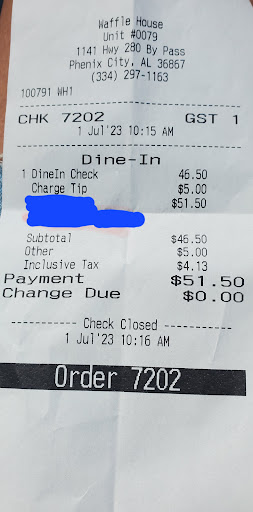 Waffle House
Unit #0079
1141 Hwy 280 By Pass
Phenix City, AL 36867
(334) 297-1163
100791 WH1
CHK 7202 GST 1
1 Jul'23 10:15 AM
Dine-In
1 DineIn Check 46.50
Charge Tip $5.00
$51.50
Subtotal $46.50
Other $5.00
Inclusive Tax $4.13
Payment $51.50
Change Due $0.00
------------ Check Closed ------------
1 Jul'23 10:16 AM
Order 7202